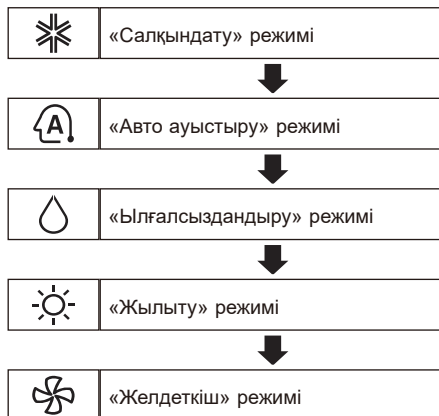 «Салқындату» режимі
A
«Авто ауыстыру» режимі
«Ылғалсыздандыру» режимі
«Жылыту» режимі
«Желдеткіш» режимі